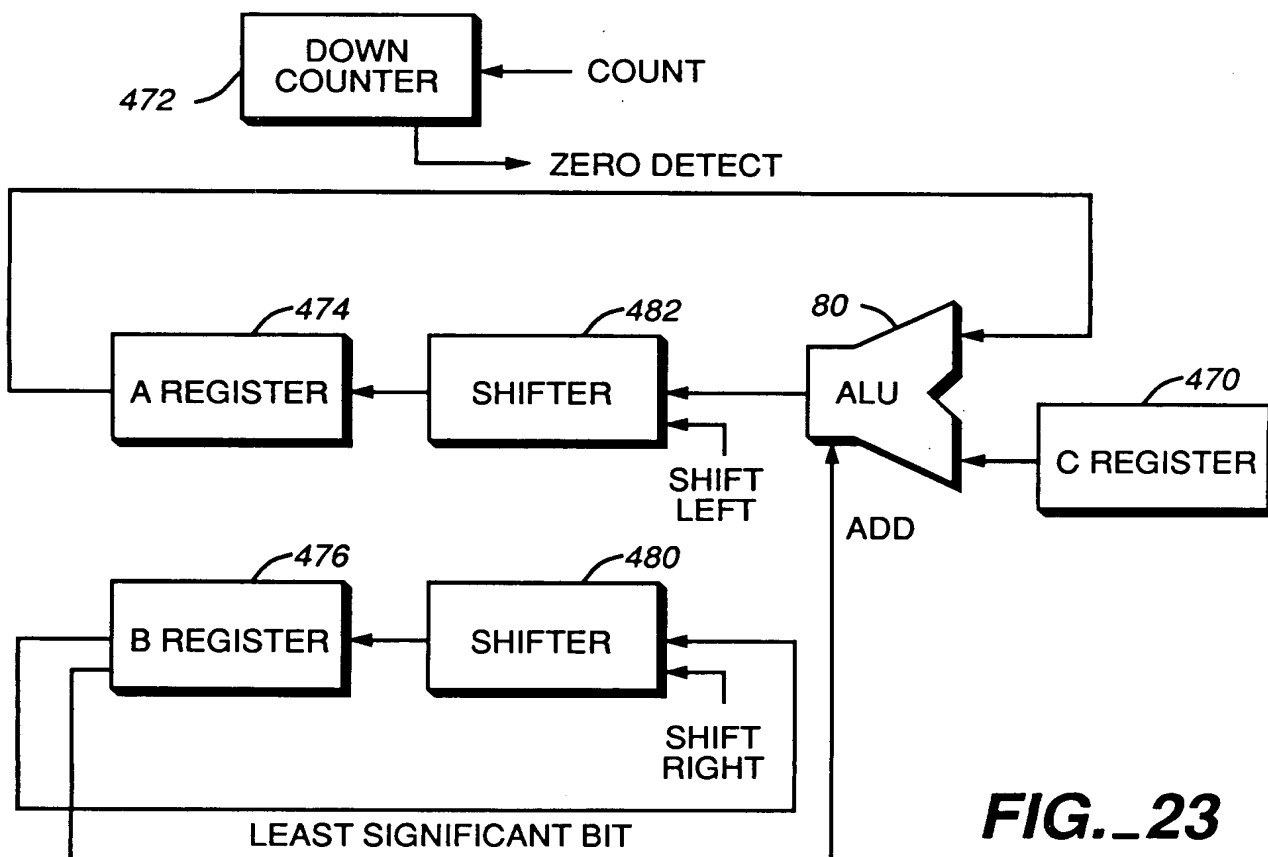 DOWN
COUNTER
COUNT
472
ZERO DETECT
474
482
80
A REGISTER
SHIFTER
ALU
470
SHIFT
LEFT
C REGISTER
ADD
476
480
B REGISTER
SHIFTER
SHIFT
RIGHT
LEAST SIGNIFICANT BIT
FIG._23